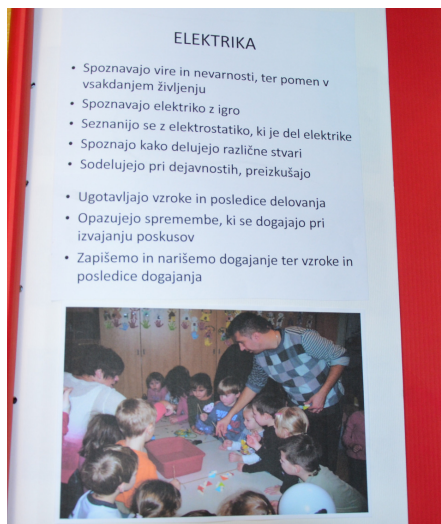 ELEKTRIKA
• Spoznavajo vire in nevarnosti, ter pomen v
vsakdanjem življenju
• Spoznavajo elektriko z igro
• Seznanijo se z elektrostatiko, ki je del elektrike
• Spoznajo kako delujejo različne stvari
• Sodelujejo pri dejavnostih, preizkušajo
• Ugotavljajo vzroke in posledice delovanja
• Opazujejo spremembe, ki se dogajajo pri
izvajanju poskusov
• Zapišemo in narišemo dogajanje ter vzroke in
posledice dogajanja